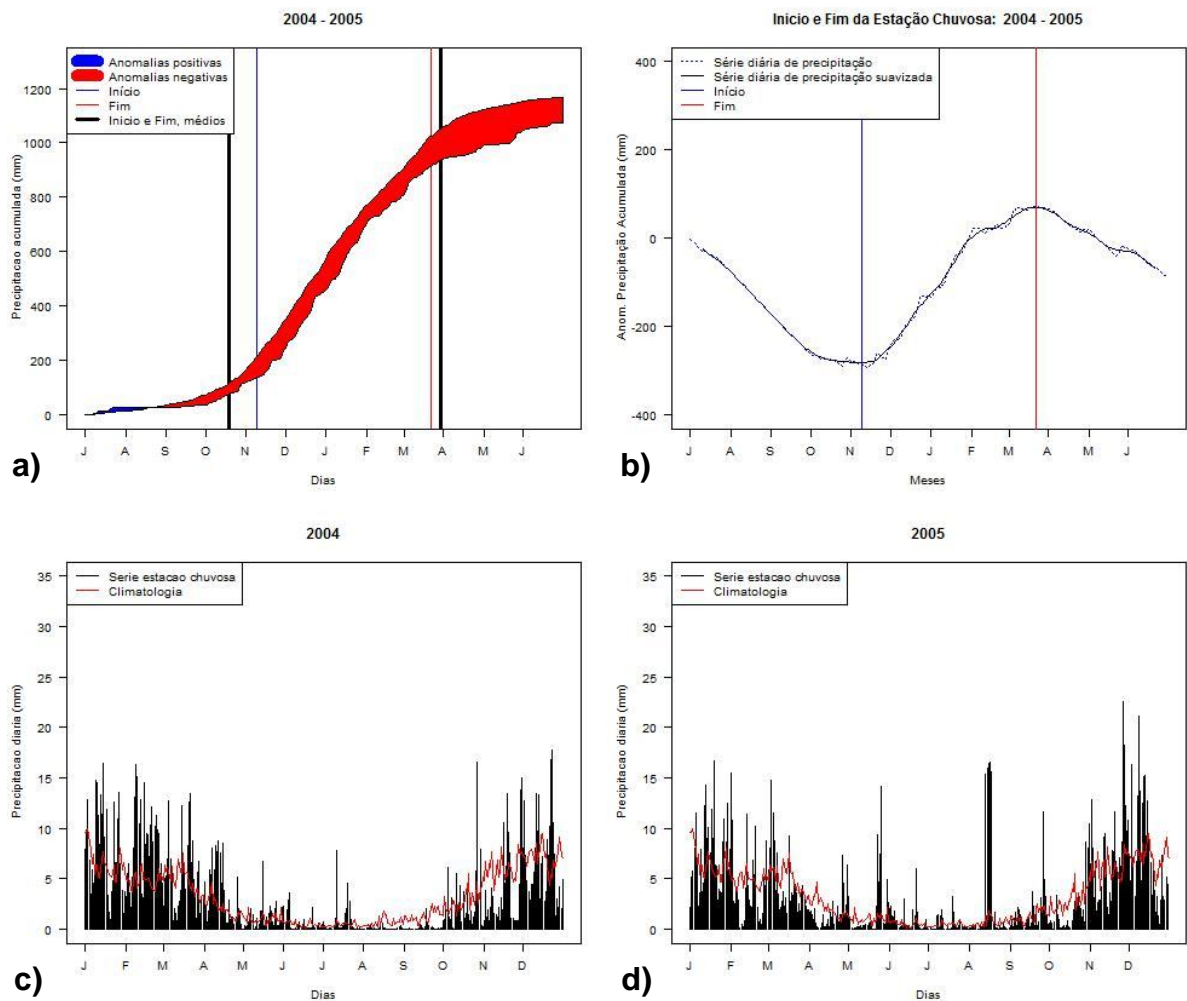 2004 - 2005
Anomalias positivas
Anomalias negativas
Início
Fim
Inicio e Fim, médios
Precipitacao acumulada (mm)
1200
1000
800
600
400
200
0
J A S O N D J F M A M J
Dias
a)
Inicio e Fim da Estação Chuvosa: 2004 - 2005
Série diária de precipitação
Série diária de precipitação suavizada
Início
Fim
Anom. Precipitação Acumulada (mm)
400
200
0
-200
-400
J A S O N D J F M A M J
Meses
b)
2004
Serie estacao chuvosa
Climatologia
Precipitacao diaria (mm)
35
30
25
20
15
10
5
0
J F M A M J J A S O N D
Dias
c)
2005
Serie estacao chuvosa
Climatologia
Precipitacao diaria (mm)
35
30
25
20
15
10
5
0
J F M A M J J A S O N D
Dias
d)